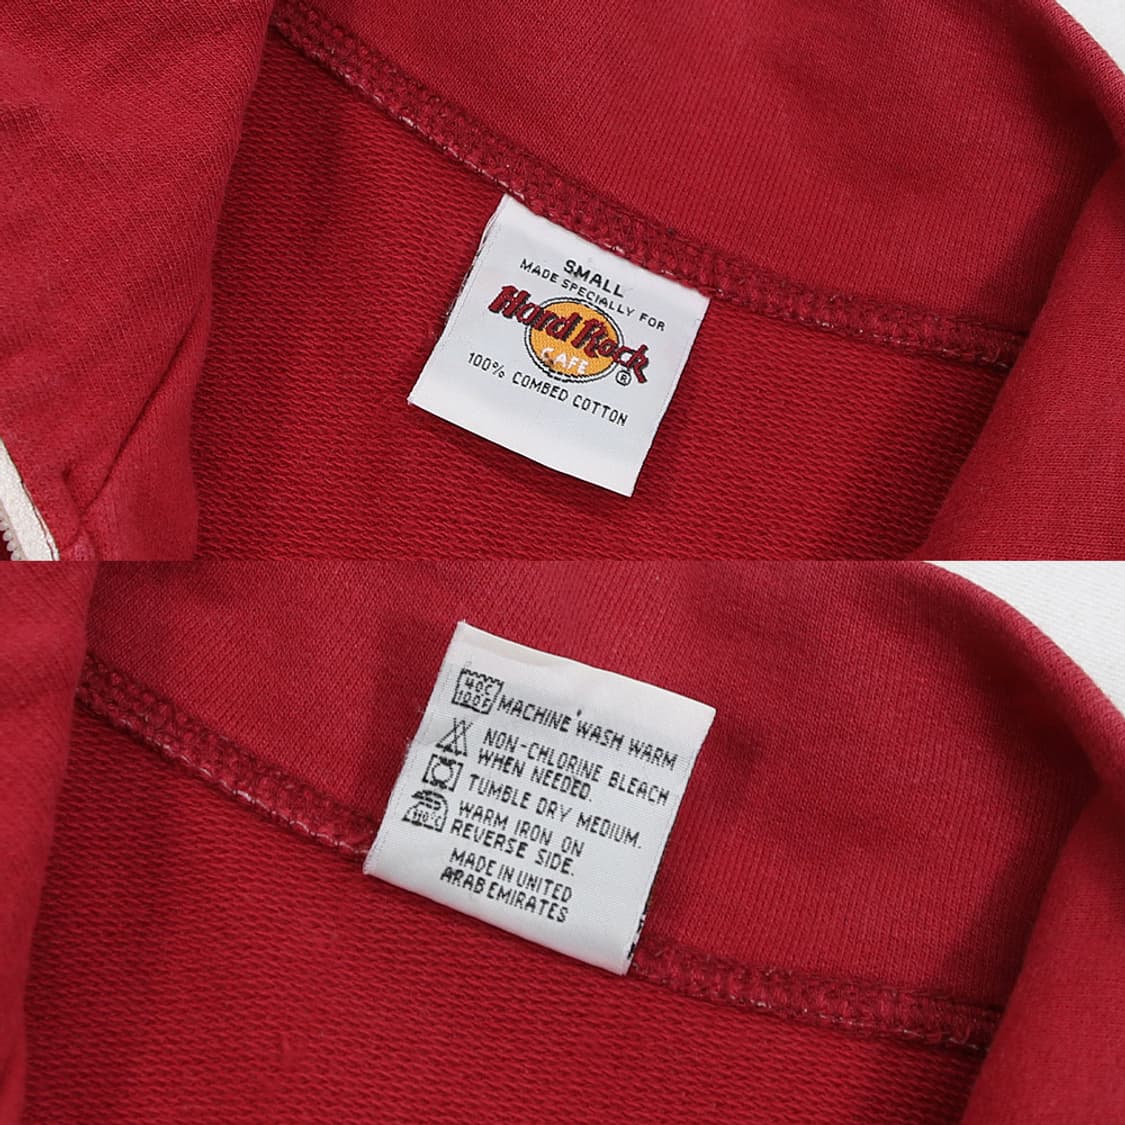 SMALL
MADE SPECIALLY FOR
Hard Rock
CAFE ®
100% COMBED COTTON
40C
100F
MACHINE WASH WARM
NON-CHLORINE BLEACH
WHEN NEEDED.
TUMBLE DRY MEDIUM.
110°C
WARM IRON ON
REVERSE SIDE.
MADE IN UNITED
ARAB EMIRATES